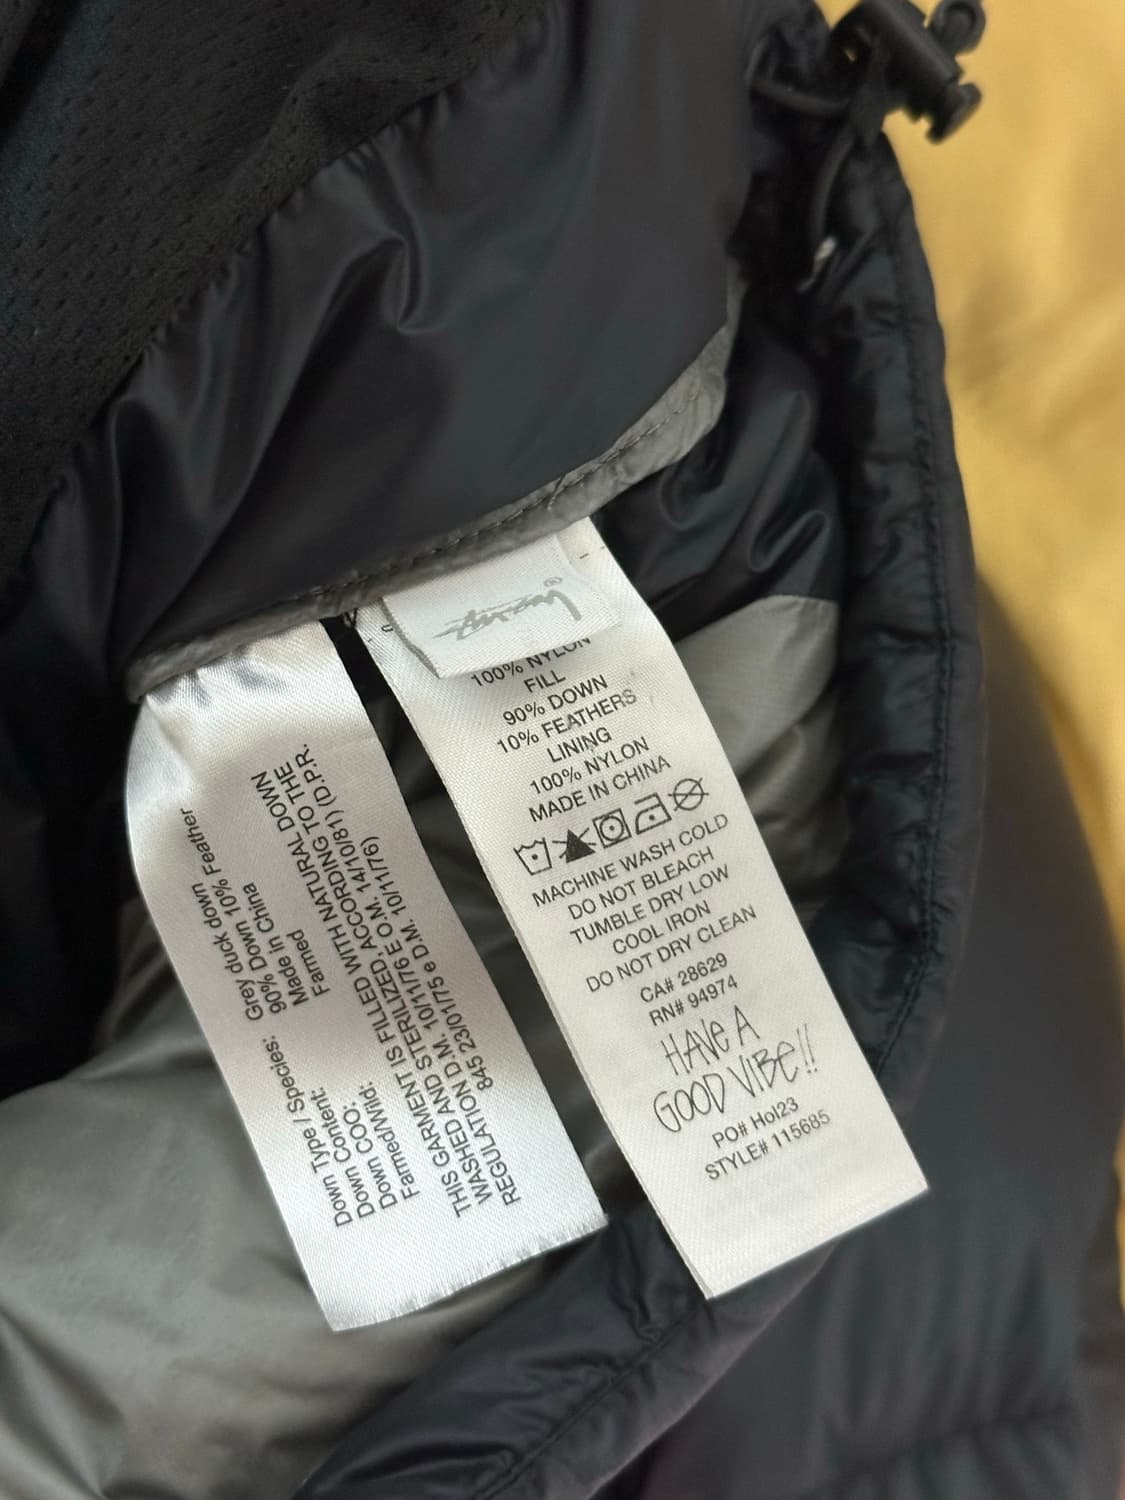 Down Type / Species: Grey duck down
Down Content: 90% Down 10% Feather
Down COO: Made in China
Farmed/Wild: Farmed
THIS GARMENT IS FILLED WITH NATURAL DOWN
WASHED AND STERILIZED, ACCORDING TO THE
REGULATION D.M. 10/11/76 E O.M. 14/10/81) (D.P.R.
845 23/01/75 e D.M. 10/11/76)
100% NYLON
FILL
90% DOWN
10% FEATHERS
LINING
100% NYLON
MADE IN CHINA
MACHINE WASH COLD
DO NOT BLEACH
TUMBLE DRY LOW
COOL IRON
DO NOT DRY CLEAN
CA# 28629
RN# 94974
HAVE A
GOOD VIBE!!
PO# Hol23
STYLE# 115685